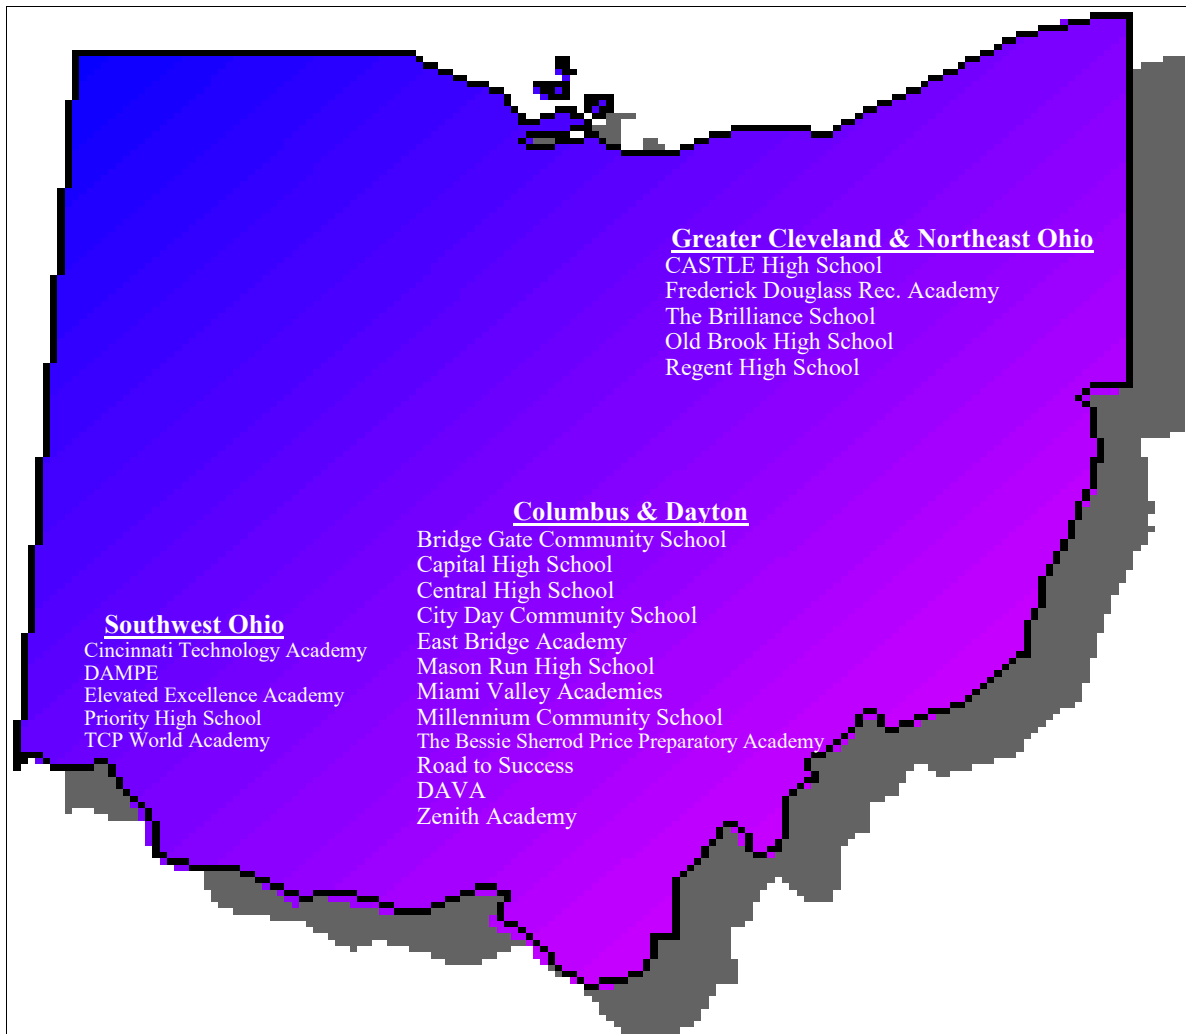 Greater Cleveland & Northeast Ohio
CASTLE High School
Frederick Douglass Rec. Academy
The Brilliance School
Old Brook High School
Regent High School
Columbus & Dayton
Bridge Gate Community School
Capital High School
Central High School
City Day Community School
East Bridge Academy
Mason Run High School
Miami Valley Academies
Millennium Community School
The Bessie Sherrod Price Preparatory Academy
Road to Success
DAVA
Zenith Academy
Southwest Ohio
Cincinnati Technology Academy
DAMPE
Elevated Excellence Academy
Priority High School
TCP World Academy